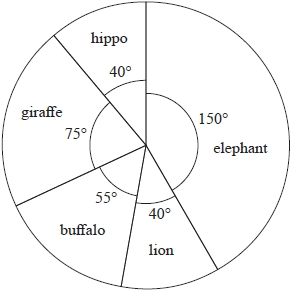 hippo
40°
giraffe
150°
75°
elephant
55°
40°
buffalo
lion